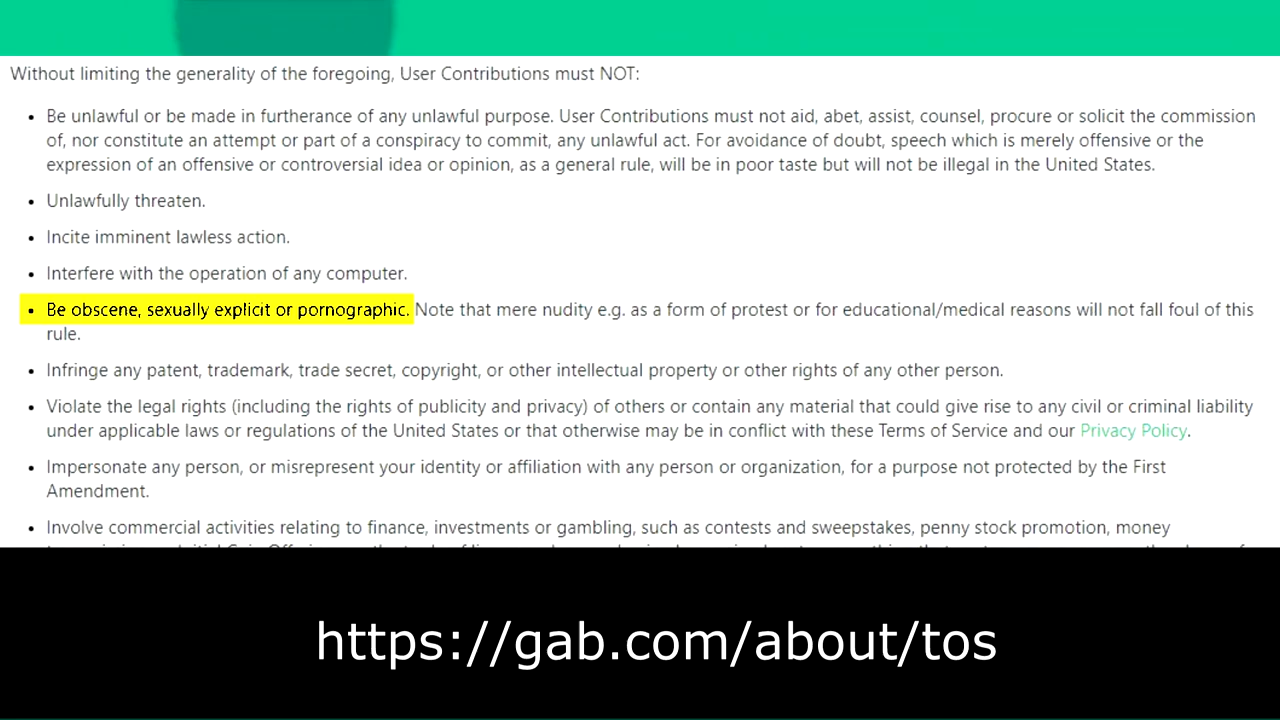 Without limiting the generality of the foregoing, User Contributions must NOT:
• Be unlawful or be made in furtherance of any unlawful purpose. User Contributions must not aid, abet, assist, counsel, procure or solicit the commission
of, nor constitute an attempt or part of a conspiracy to commit, any unlawful act. For avoidance of doubt, speech which is merely offensive or the
expression of an offensive or controversial idea or opinion, as a general rule, will be in poor taste but will not be illegal in the United States.
• Unlawfully threaten.
• Incite imminent lawless action.
• Interfere with the operation of any computer.
• Be obscene, sexually explicit or pornographic. Note that mere nudity e.g. as a form of protest or for educational/medical reasons will not fall foul of this
rule.
• Infringe any patent, trademark, trade secret, copyright, or other intellectual property or other rights of any other person.
• Violate the legal rights (including the rights of publicity and privacy) of others or contain any material that could give rise to any civil or criminal liability
under applicable laws or regulations of the United States or that otherwise may be in conflict with these Terms of Service and our Privacy Policy.
• Impersonate any person, or misrepresent your identity or affiliation with any person or organization, for a purpose not protected by the First
Amendment.
• Involve commercial activities relating to finance, investments or gambling, such as contests and sweepstakes, penny stock promotion, money
https://gab.com/about/tos